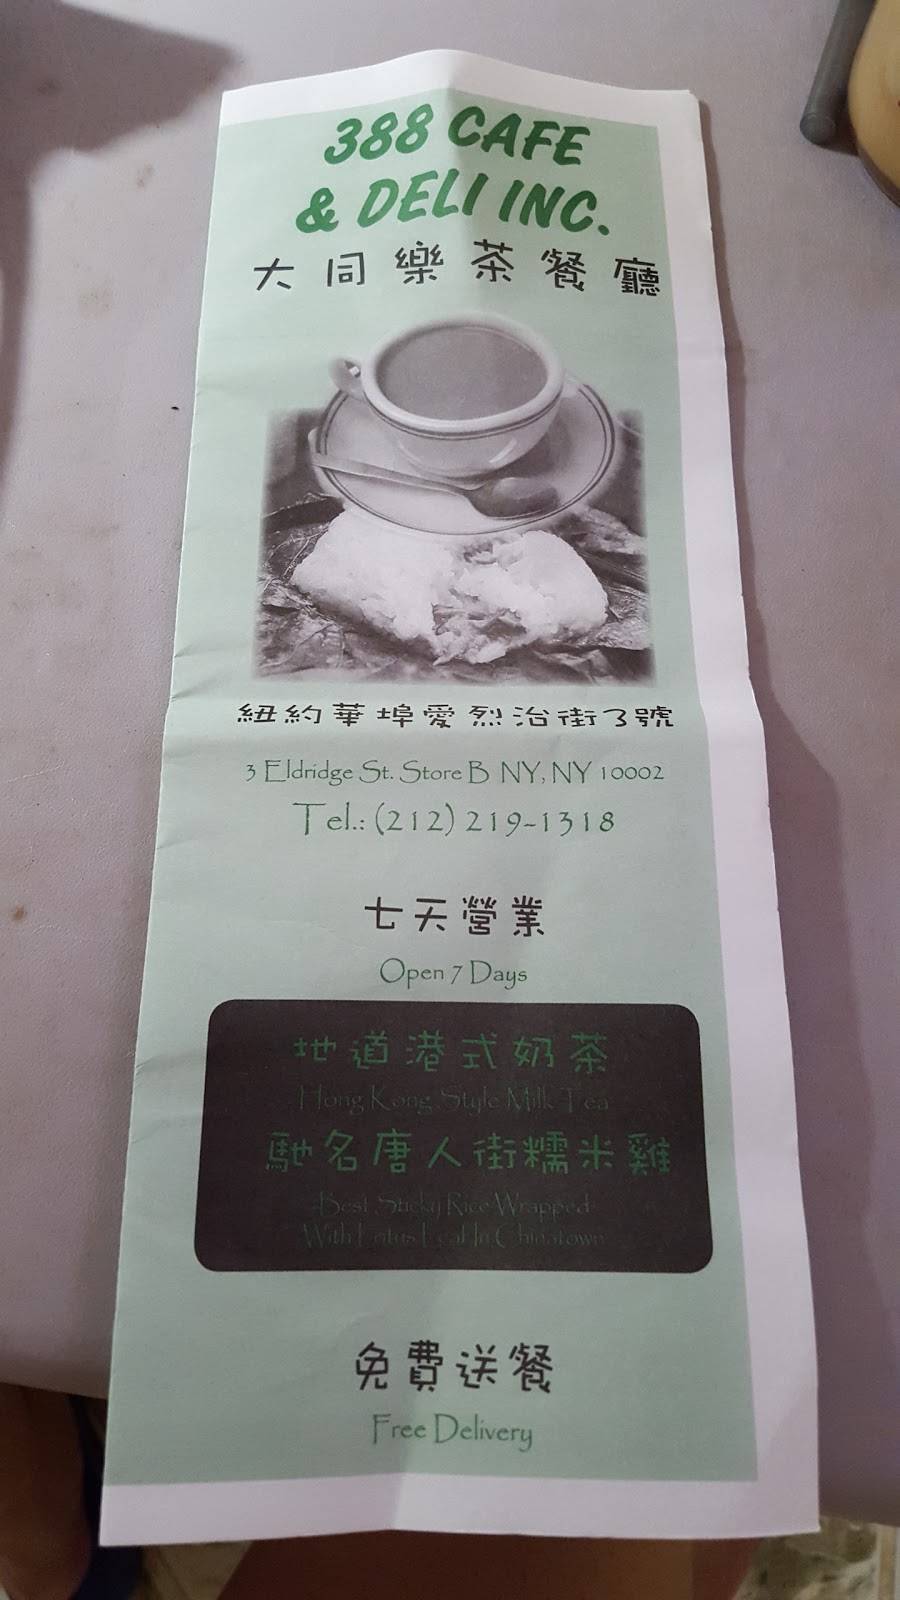 388 CAFE
& DELI INC.
大同樂茶餐廳
紐約華埠愛烈治街3號
3 Eldridge St. Store B NY, NY 10002
Tel.: (212) 219-1318
七天營業
Open 7 Days
地道港式奶茶
Hong Kong Style Milk Tea
馳名唐人街糯米雞
Best Sticky Rice Wrapped
With Lotus Leaf In Chinatown
免費送餐
Free Delivery